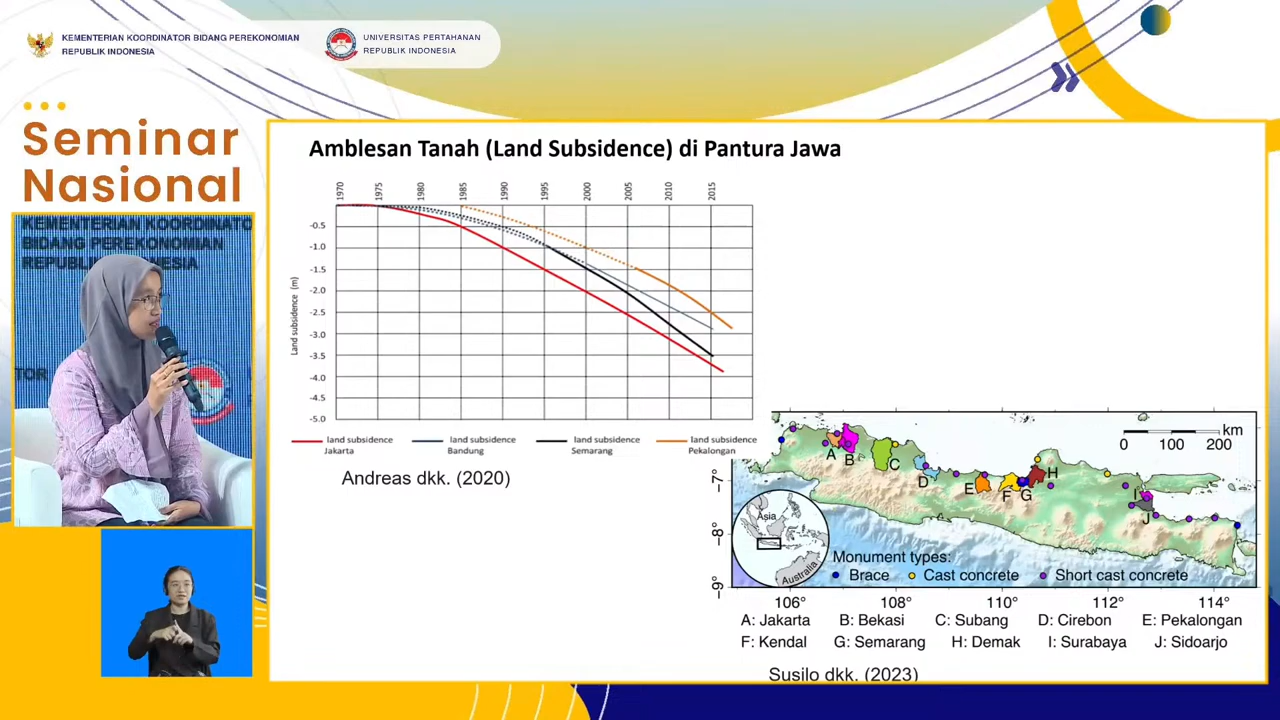 KEMENTERIAN KOORDINATOR BIDANG PEREKONOMIAN
REPUBLIK INDONESIA
UNIVERSITAS PERTAHANAN
REPUBLIK INDONESIA
Seminar
Nasional
KEMENTERIAN KOORDINATO
BIDANG PEREKONOMIAN
REPUBLIK INDONESIA
TOR
Amblesan Tanah (Land Subsidence) di Pantura Jawa
1970 1975 1980 1985 1990 1995 2000 2005 2010 2015
Land subsidence (m)
-0.5
-1.0
-1.5
-2.0
-2.5
-3.0
-3.5
-4.0
-4.5
-5.0
land subsidence Jakarta
land subsidence Bandung
land subsidence Semarang
land subsidence Pekalongan
Andreas dkk. (2020)
km
0 100 200
A B C D E F G H I J
-7°
-8°
-9°
Asia
Australia
Monument types:
Brace Cast concrete Short cast concrete
106° 108° 110° 112° 114°
A: Jakarta B: Bekasi C: Subang D: Cirebon E: Pekalongan
F: Kendal G: Semarang H: Demak I: Surabaya J: Sidoarjo
Susilo dkk. (2023)